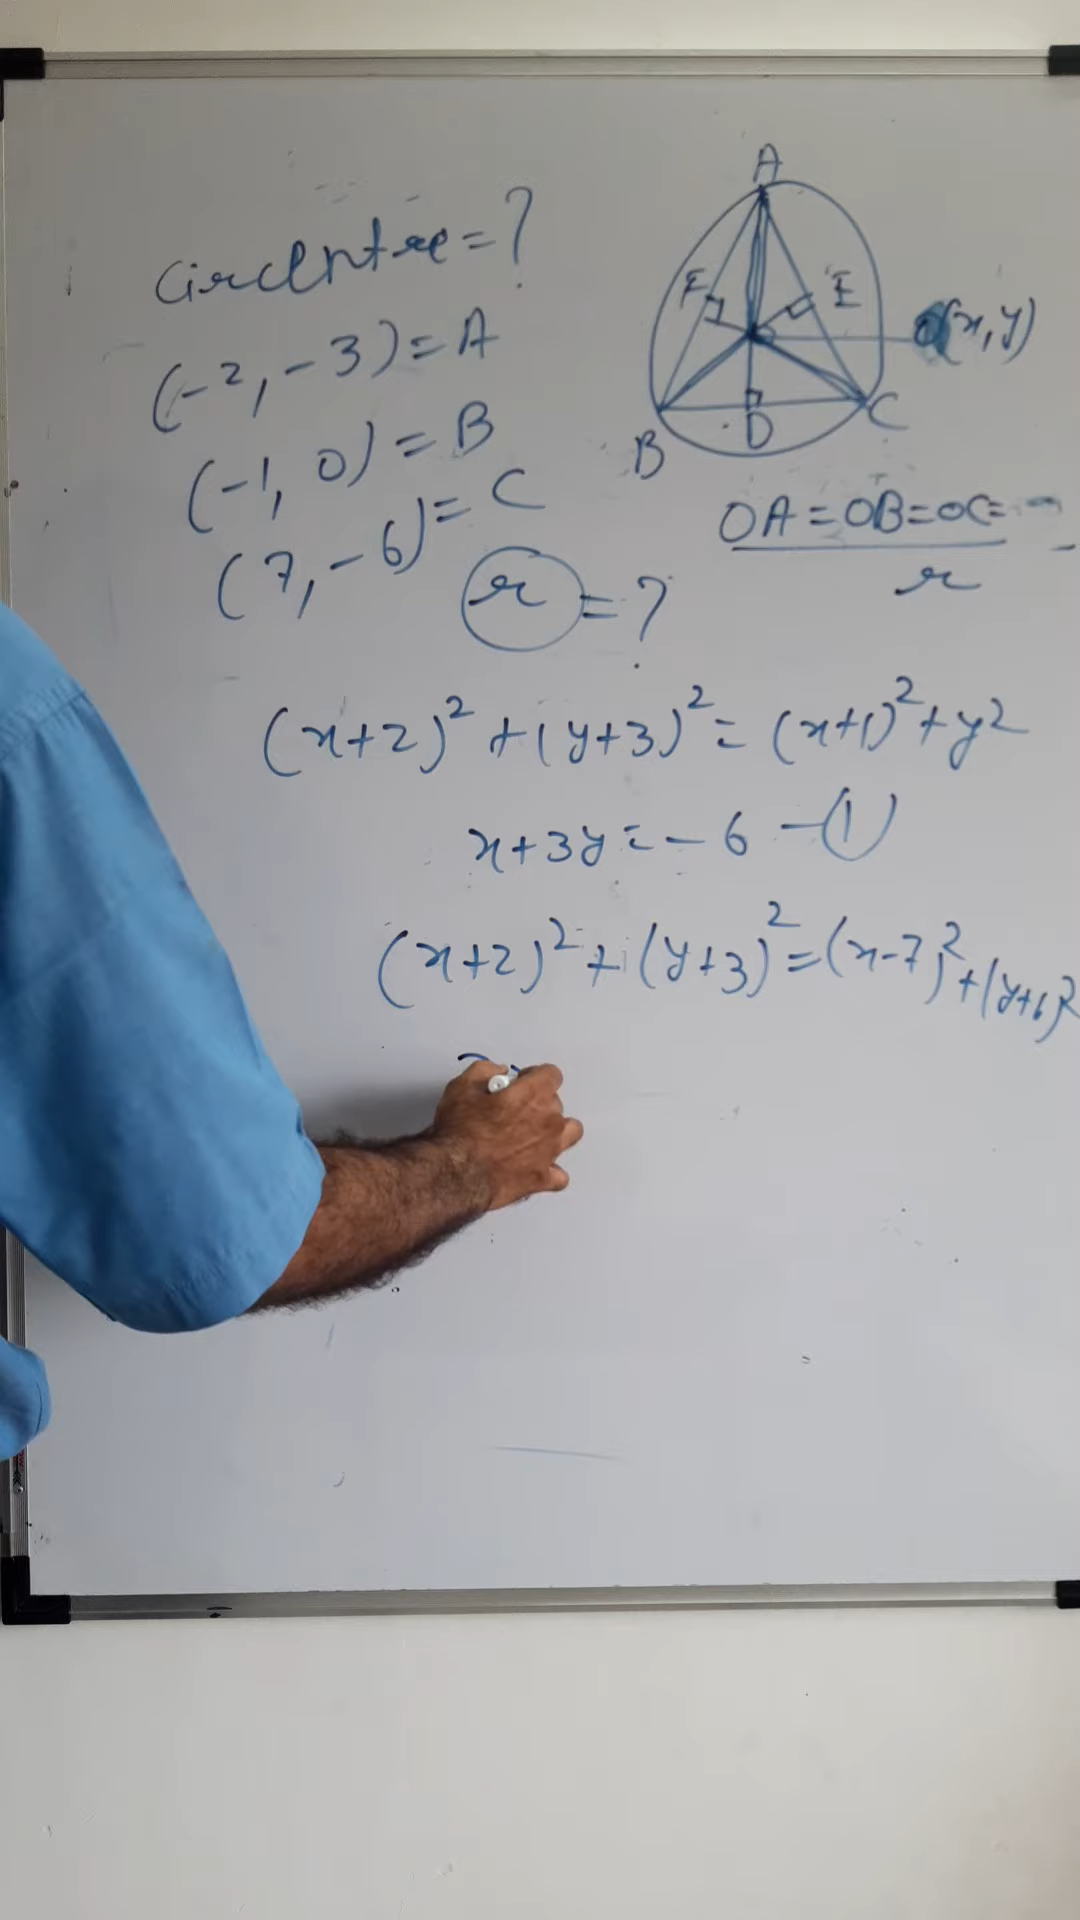 Circentre = ?
(-2, -3) = A
(-1, 0) = B
(7, -6) = C
r = ?
A
F
E
O(x, y)
B
D
C
OA = OB = OC =
r
(x+2)² + (y+3)² = (x+1)² + y²
x + 3y = -6 - ①
(x+2)² + (y+3)² = (x-7)² + (y+6)²